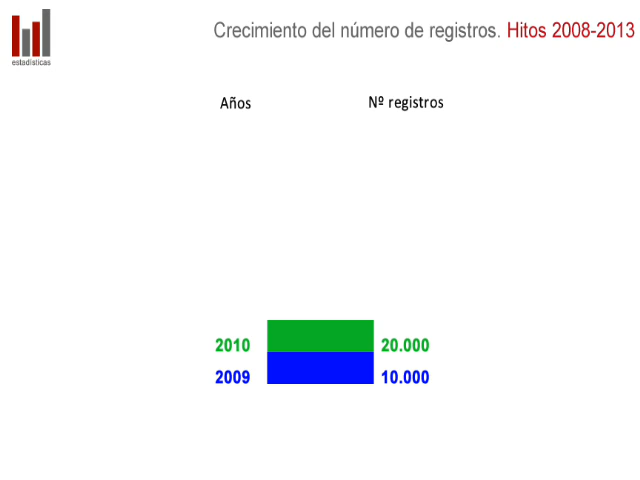 estadísticas
Crecimiento del número de registros. Hitos 2008-2013
Años Nº registros
2010 20.000
2009 10.000